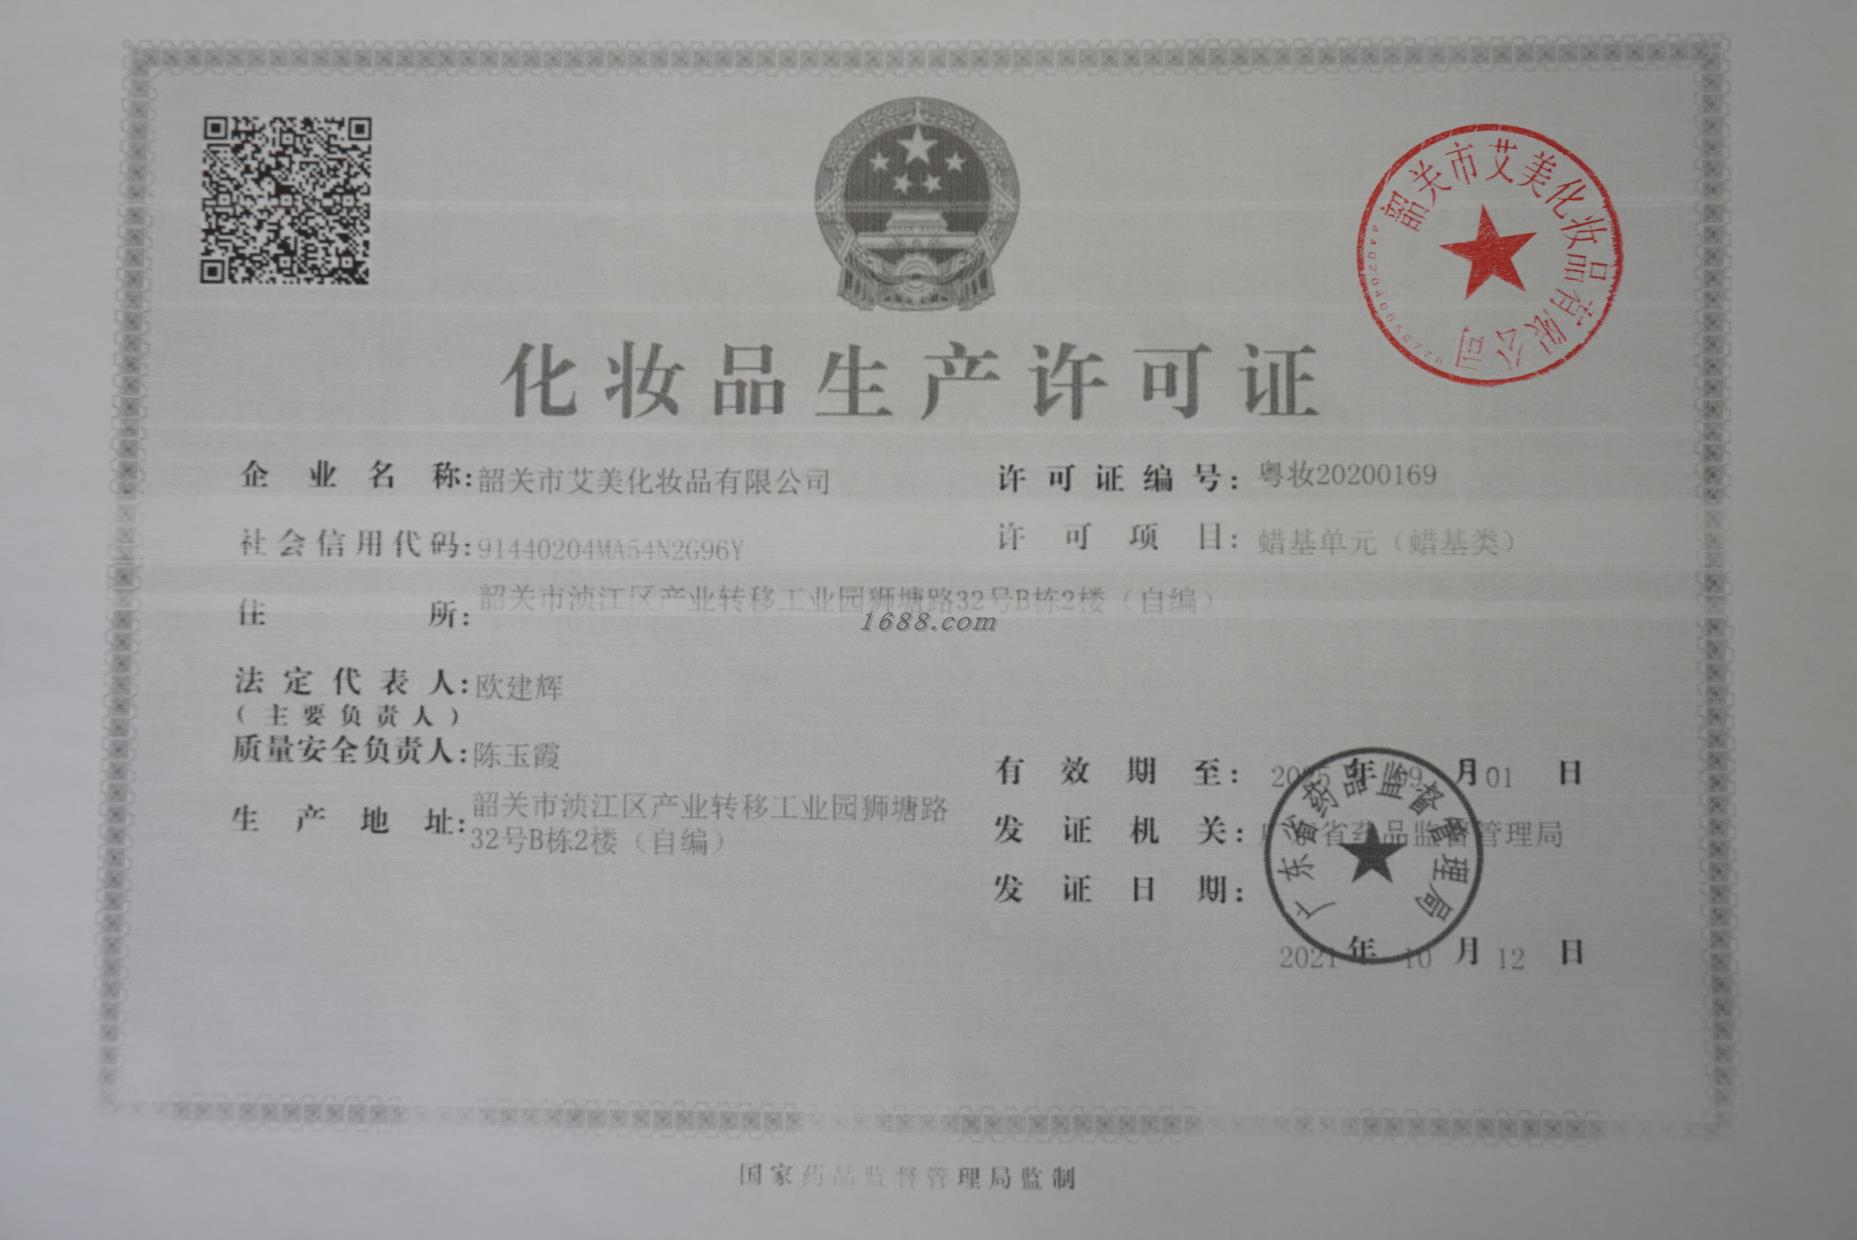 韶关市艾美化妆品有限公司
4402040050776
化妆品生产许可证
企业名称:韶关市艾美化妆品有限公司
许可证编号:粤妆20200169
社会信用代码:91440204MA54N2G96Y
许可项目:蜡基单元（蜡基类）
住所:韶关市浈江区产业转移工业园狮塘路32号B栋2楼（自编）
1688.com
法定代表人:欧建辉
(主要负责人)
质量安全负责人:陈玉霞
有效期至:2025年09月01日
生产地址:韶关市浈江区产业转移工业园狮塘路
32号B栋2楼（自编）
发证机关:广东省药品监督管理局
发证日期:
广东省药品监督管理局
2021年10月12日
国家药品监督管理局监制